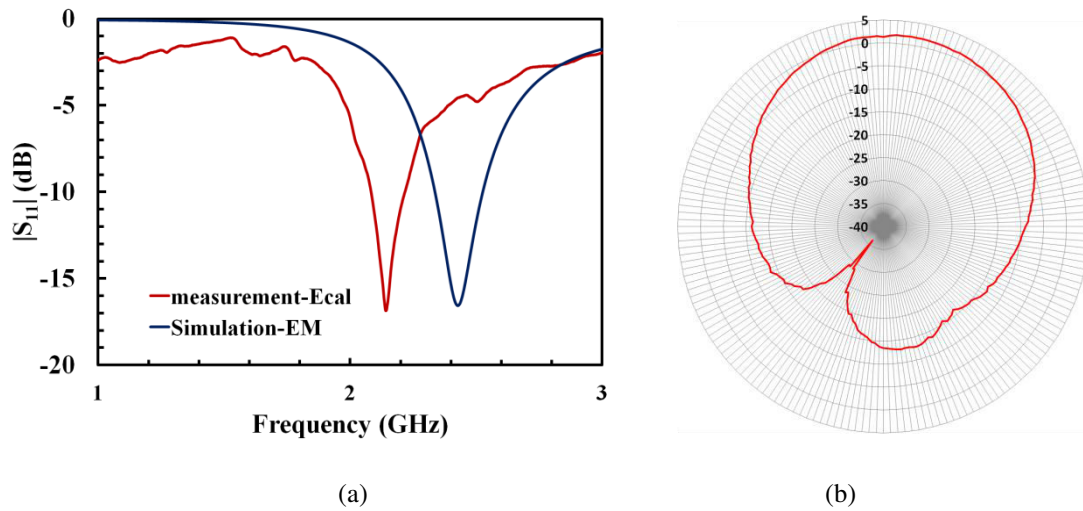 0
-5
-10
-15
-20
|S₁₁| (dB)
measurement-Ecal
Simulation-EM
1 2 3
Frequency (GHz)
5
0
-5
-10
-15
-20
-25
-30
-35
-40
(a) (b)